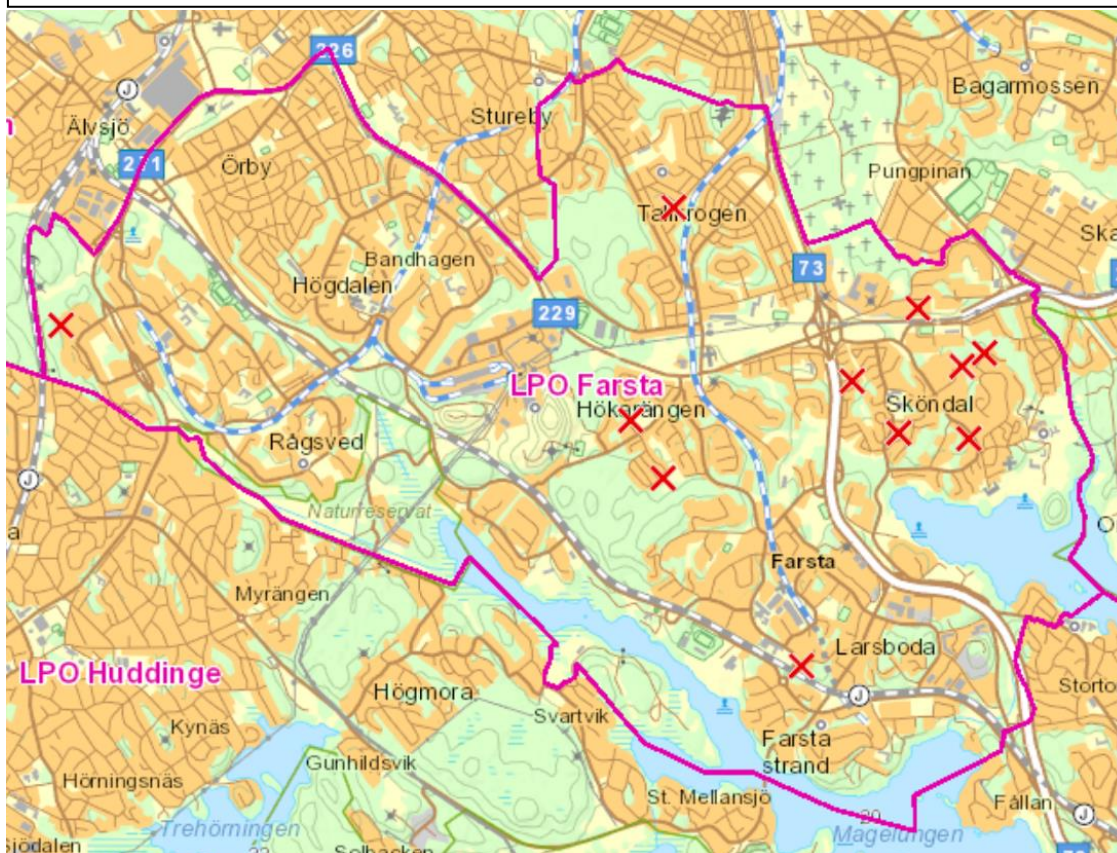 226
Älvsjö
Stureby
Bagarmossen
231
Örby
Pungpinan
Tallkrogen
Bandhagen
73
Högdalen
229
LPO Farsta
Hökarängen
Sköndal
Rågsved
Naturreservat
Farsta
Myrängen
Larsboda
LPO Huddinge
Högmora
Svartvik
Kynäs
Farsta
strand
Gunhildsvik
Hörningsnäs
St. Mellansjö
Fållan
Trehörningen
Magelungen
J
J
J
J